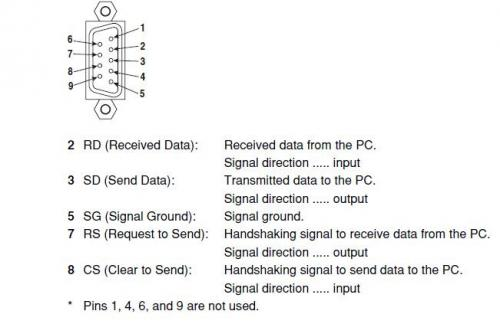 1
6
2
7
3
8
4
9
5
2 RD (Received Data): Received data from the PC.
Signal direction ..... input
3 SD (Send Data): Transmitted data to the PC.
Signal direction ..... output
5 SG (Signal Ground): Signal ground.
7 RS (Request to Send): Handshaking signal to receive data from the PC.
Signal direction ..... output
8 CS (Clear to Send): Handshaking signal to send data to the PC.
Signal direction ..... input
* Pins 1, 4, 6, and 9 are not used.